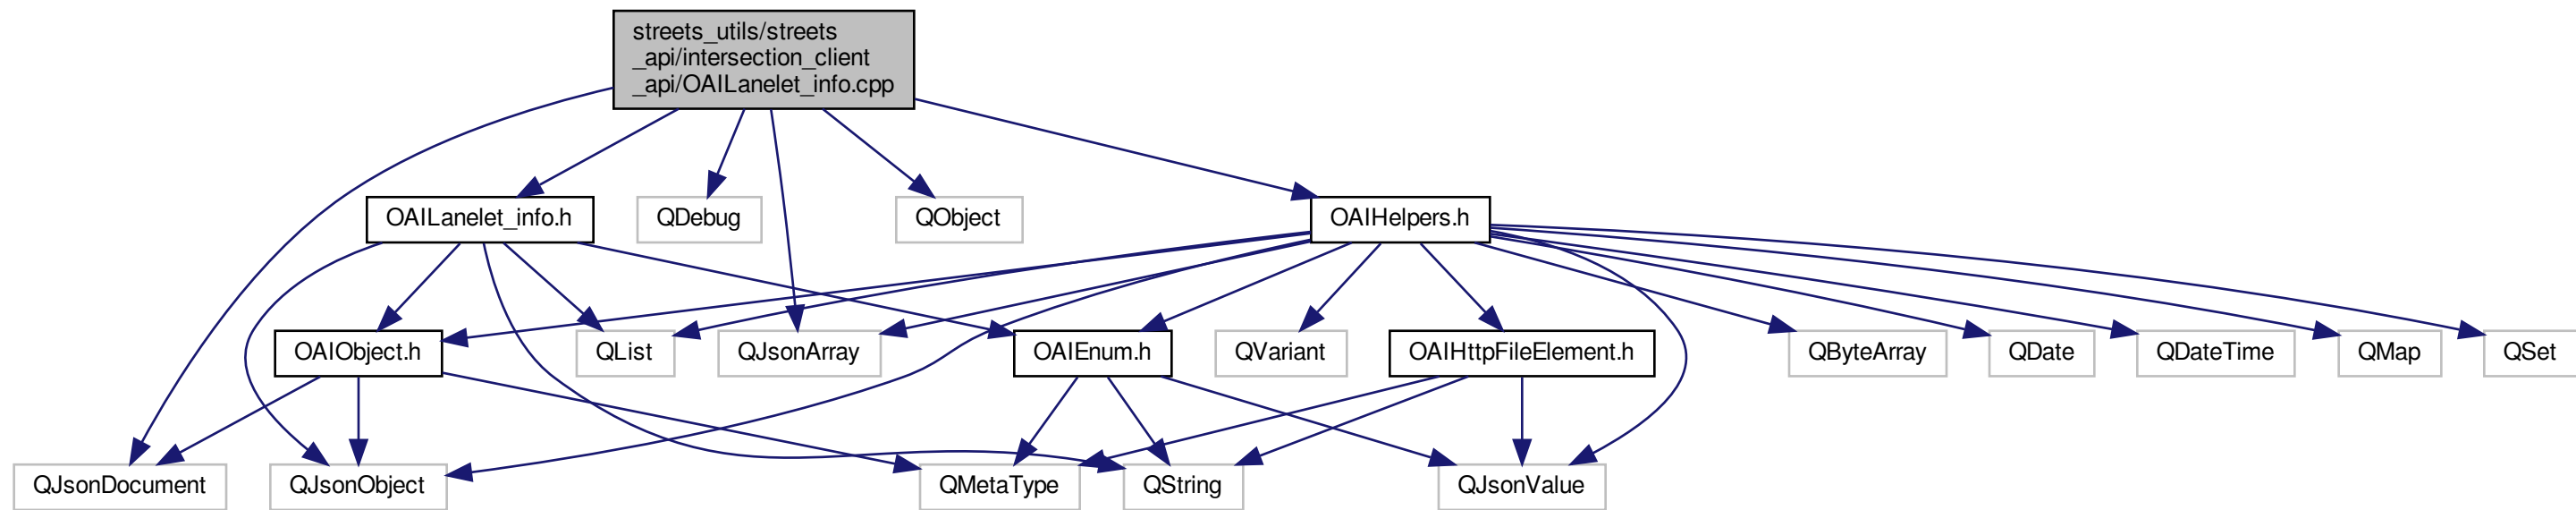 streets_utils/streets
_api/intersection_client
_api/OAILanelet_info.cpp
OAILanelet_info.h
QDebug
QObject
OAIHelpers.h
OAIObject.h
QList
QJsonArray
OAIEnum.h
QVariant
OAIHttpFileElement.h
QByteArray
QDate
QDateTime
QMap
QSet
QJsonDocument
QJsonObject
QMetaType
QString
QJsonValue